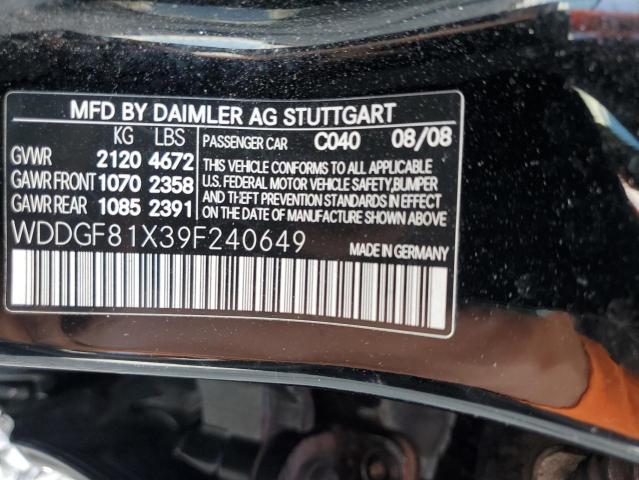 MFD BY DAIMLER AG STUTTGART
KG LBS PASSENGER CAR C040 08/08
GVWR 2120 4672 THIS VEHICLE CONFORMS TO ALL APPLICABLE
GAWR FRONT 1070 2358 U.S. FEDERAL MOTOR VEHICLE SAFETY,BUMPER
GAWR REAR 1085 2391 AND THEFT PREVENTION STANDARDS IN EFFECT
ON THE DATE OF MANUFACTURE SHOWN ABOVE.
WDDGF81X39F240649 MADE IN GERMANY